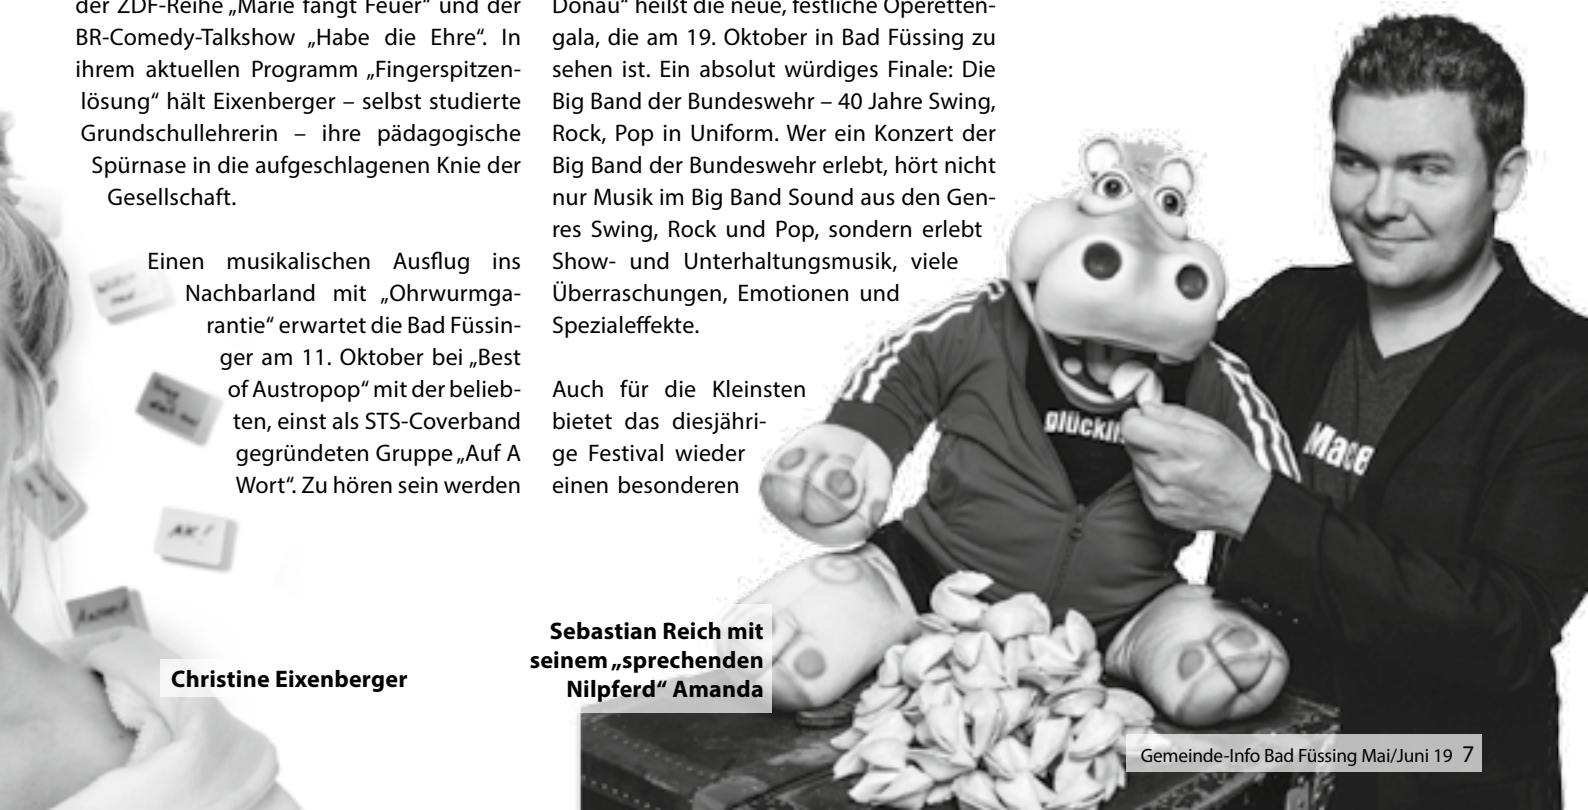 der ZDF-Reihe „Marie fängt Feuer“ und der
BR-Comedy-Talkshow „Habe die Ehre“. In
ihrem aktuellen Programm „Fingerspitzen-
lösung“ hält Eixenberger – selbst studierte
Grundschullehrerin – ihre pädagogische
Spürnase in die aufgeschlagenen Knie der
Gesellschaft.
Einen musikalischen Ausflug ins
Nachbarland mit „Ohrwurmga-
rantie“ erwartet die Bad Füssin-
ger am 11. Oktober bei „Best
of Austropop“ mit der belieb-
ten, einst als STS-Coverband
gegründeten Gruppe „Auf A
Wort“. Zu hören sein werden
Donau“ heißt die neue, festliche Operetten-
gala, die am 19. Oktober in Bad Füssing zu
sehen ist. Ein absolut würdiges Finale: Die
Big Band der Bundeswehr – 40 Jahre Swing,
Rock, Pop in Uniform. Wer ein Konzert der
Big Band der Bundeswehr erlebt, hört nicht
nur Musik im Big Band Sound aus den Gen-
res Swing, Rock und Pop, sondern erlebt
Show- und Unterhaltungsmusik, viele
Überraschungen, Emotionen und
Spezialeffekte.
Auch für die Kleinsten
bietet das diesjähri-
ge Festival wieder
einen besonderen
glückli
Mace
AK!
Christine Eixenberger
Sebastian Reich mit
seinem „sprechenden
Nilpferd“ Amanda
Gemeinde-Info Bad Füssing Mai/Juni 19 7